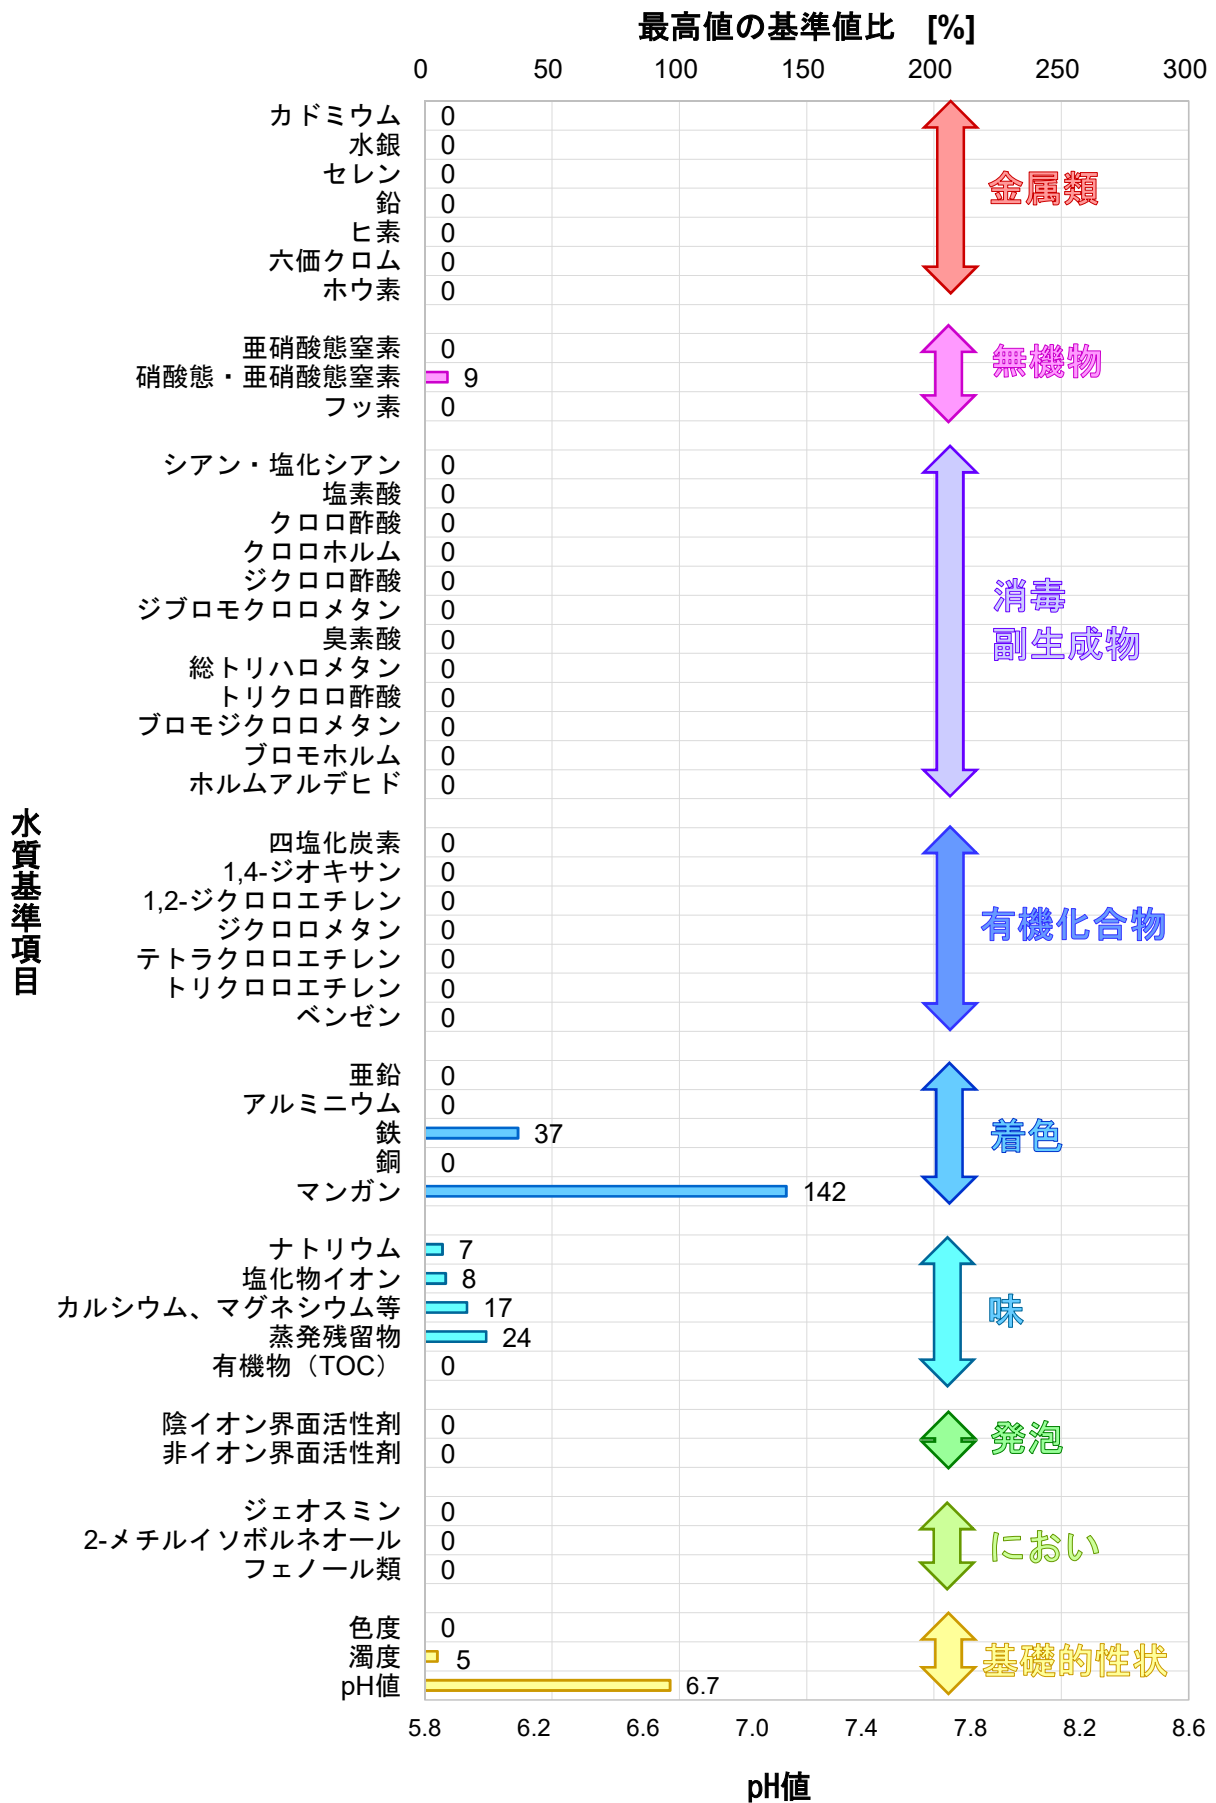 最高値の基準値比 [%]
0 50 100 150 200 250 300
カドミウム 0
水銀 0
セレン 0
鉛 0
ヒ素 0
六価クロム 0
ホウ素 0
金属類
亜硝酸態窒素 0
硝酸態・亜硝酸態窒素 9
フッ素 0
無機物
シアン・塩化シアン 0
塩素酸 0
クロロ酢酸 0
クロロホルム 0
ジクロロ酢酸 0
ジブロモクロロメタン 0
臭素酸 0
総トリハロメタン 0
トリクロロ酢酸 0
ブロモジクロロメタン 0
ブロモホルム 0
ホルムアルデヒド 0
消毒
副生成物
四塩化炭素 0
1,4-ジオキサン 0
1,2-ジクロロエチレン 0
ジクロロメタン 0
テトラクロロエチレン 0
トリクロロエチレン 0
ベンゼン 0
有機化合物
水質基準項目
亜鉛 0
アルミニウム 0
鉄 37
銅 0
マンガン 142
着色
ナトリウム 7
塩化物イオン 8
カルシウム、マグネシウム等 17
蒸発残留物 24
有機物（TOC） 0
味
陰イオン界面活性剤 0
非イオン界面活性剤 0
発泡
ジェオスミン 0
2-メチルイソボルネオール 0
フェノール類 0
におい
色度 0
濁度 5
pH値 6.7
基礎的性状
5.8 6.2 6.6 7.0 7.4 7.8 8.2 8.6
pH値